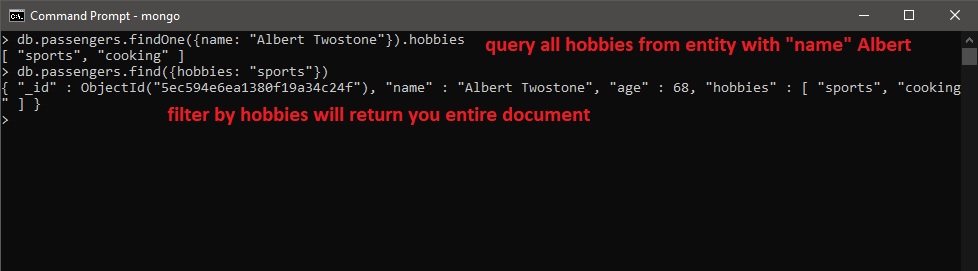 Command Prompt - mongo
> db.passengers.findOne({name: "Albert Twostone"}).hobbies
query all hobbies from entity with "name" Albert
[ "sports", "cooking" ]
> db.passengers.find({hobbies: "sports"})
{ "_id" : ObjectId("5ec594e6ea1380f19a34c24f"), "name" : "Albert Twostone", "age" : 68, "hobbies" : [ "sports", "cooking
" ] }
filter by hobbies will return you entire document
>